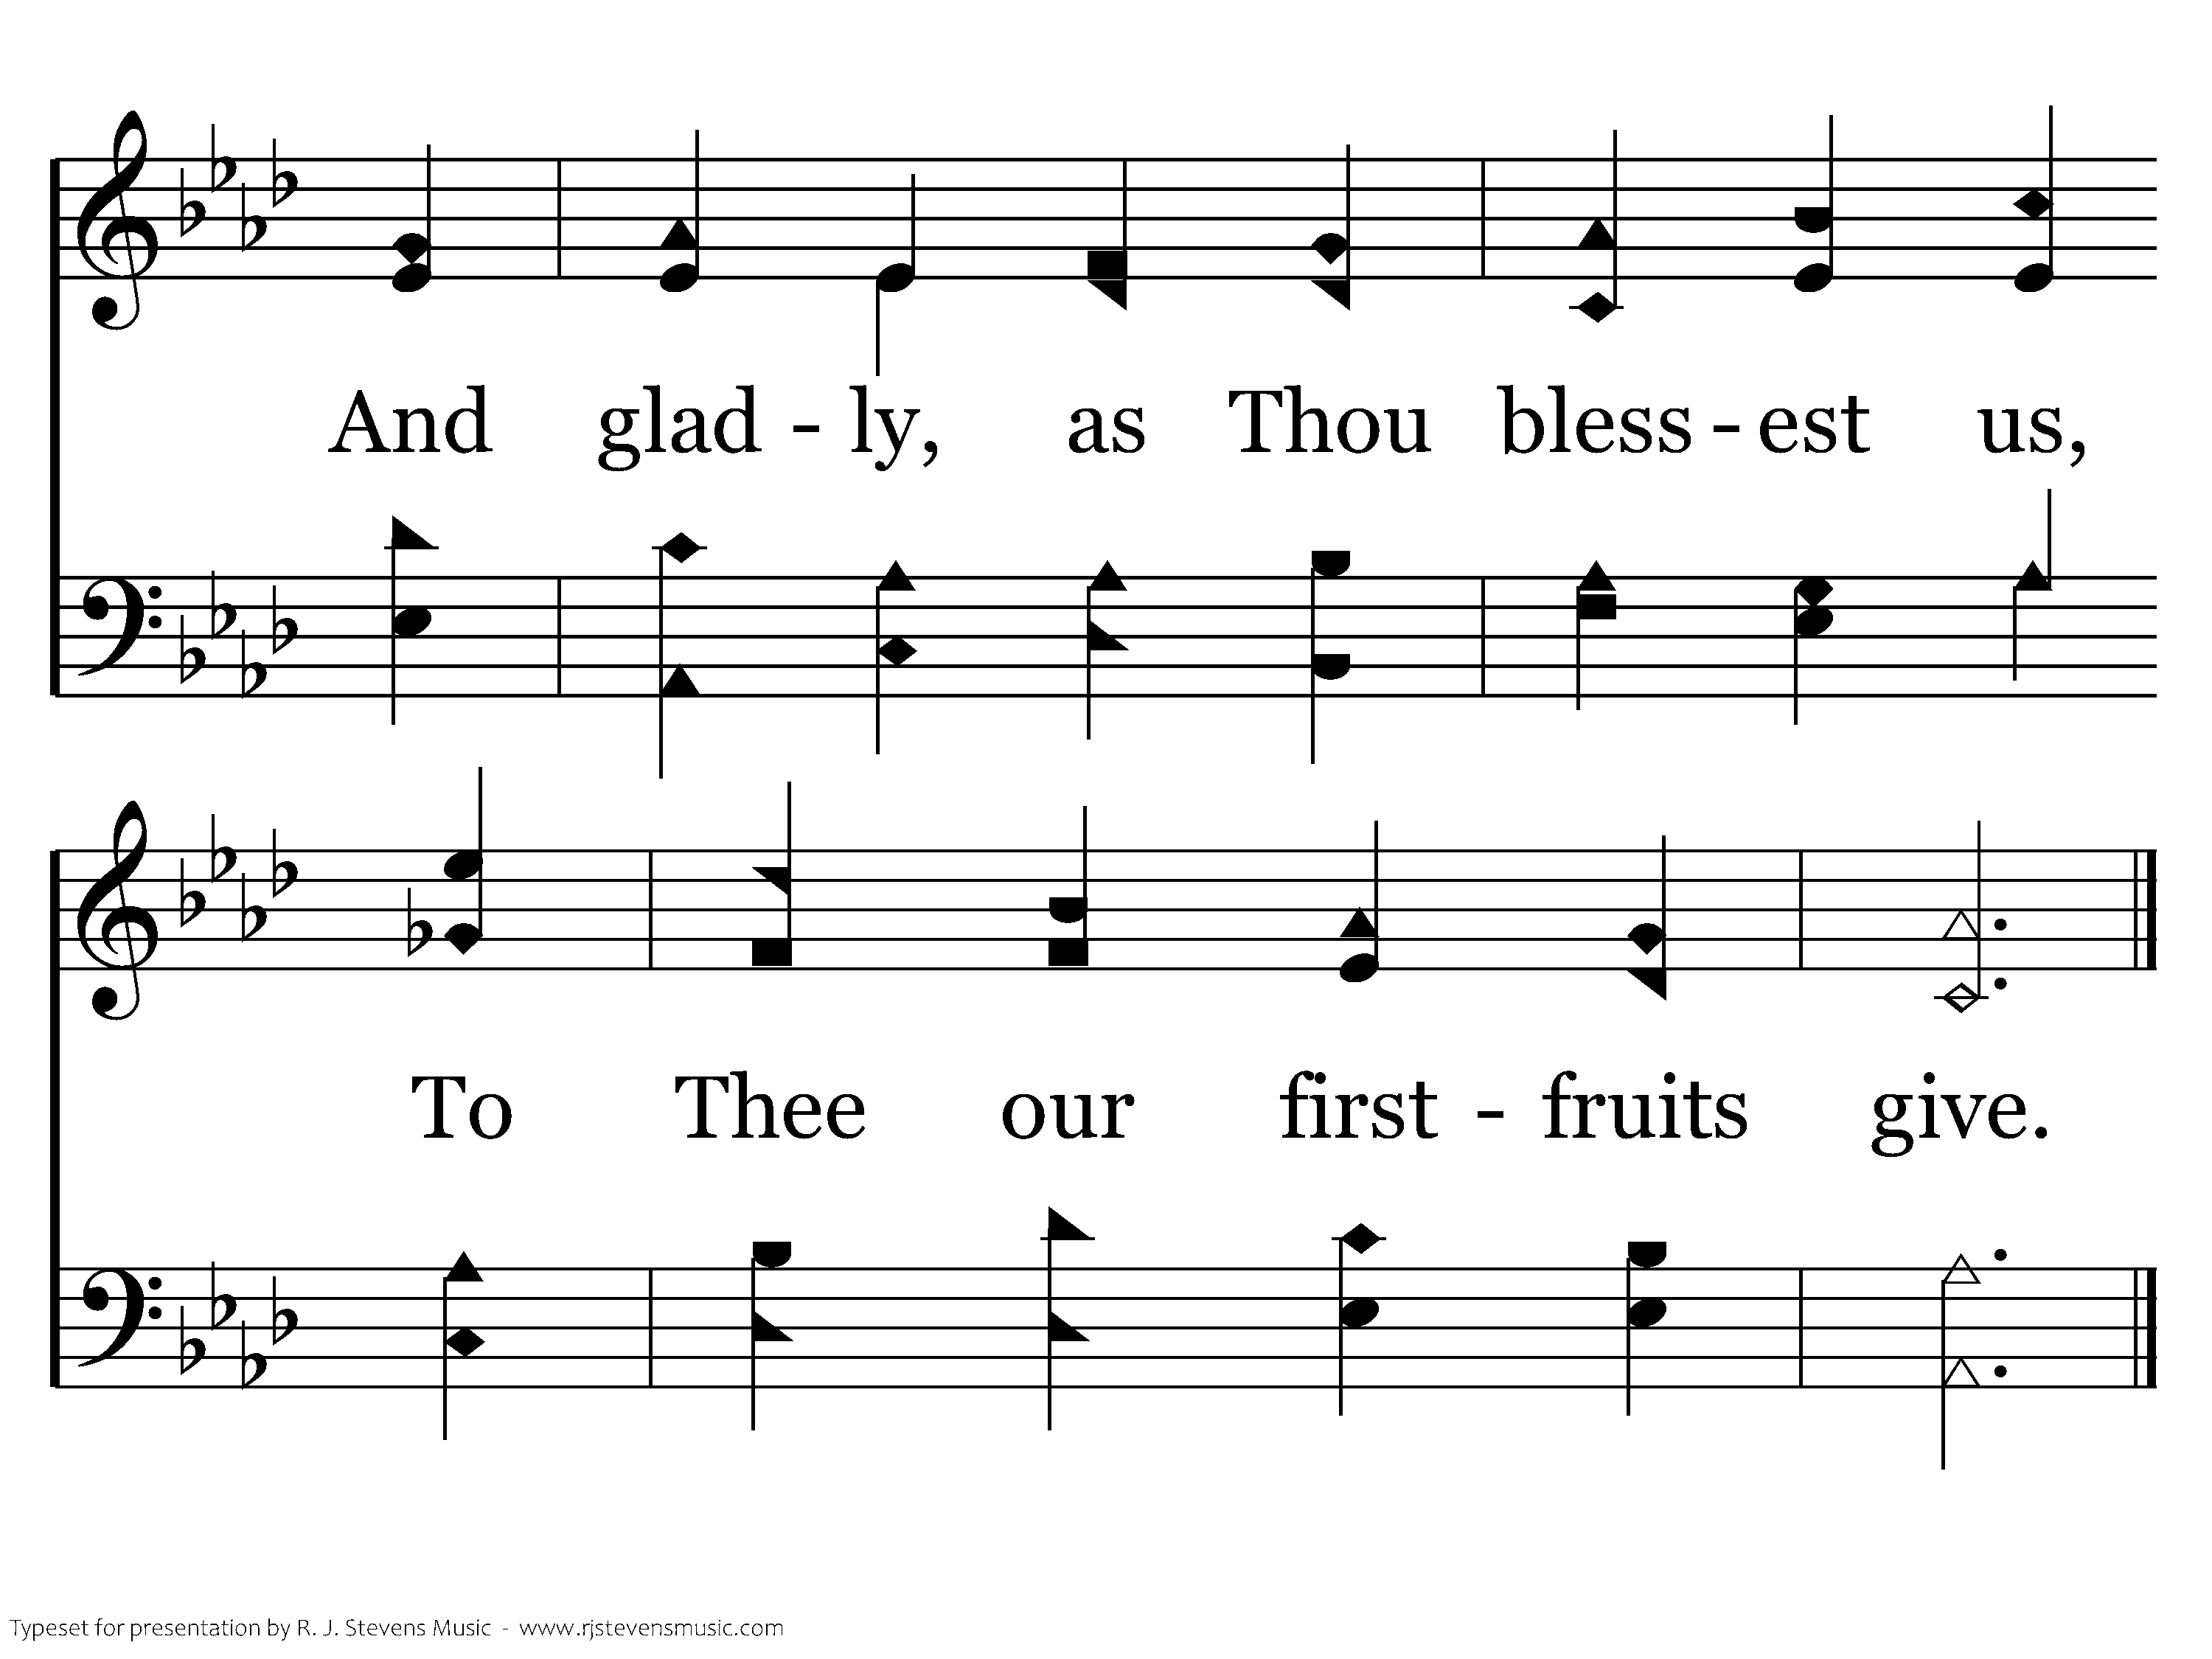 And glad - ly, as Thou bless - est us,
To Thee our first - fruits give.
Typeset for presentation by R. J. Stevens Music - www.rjstevensmusic.com